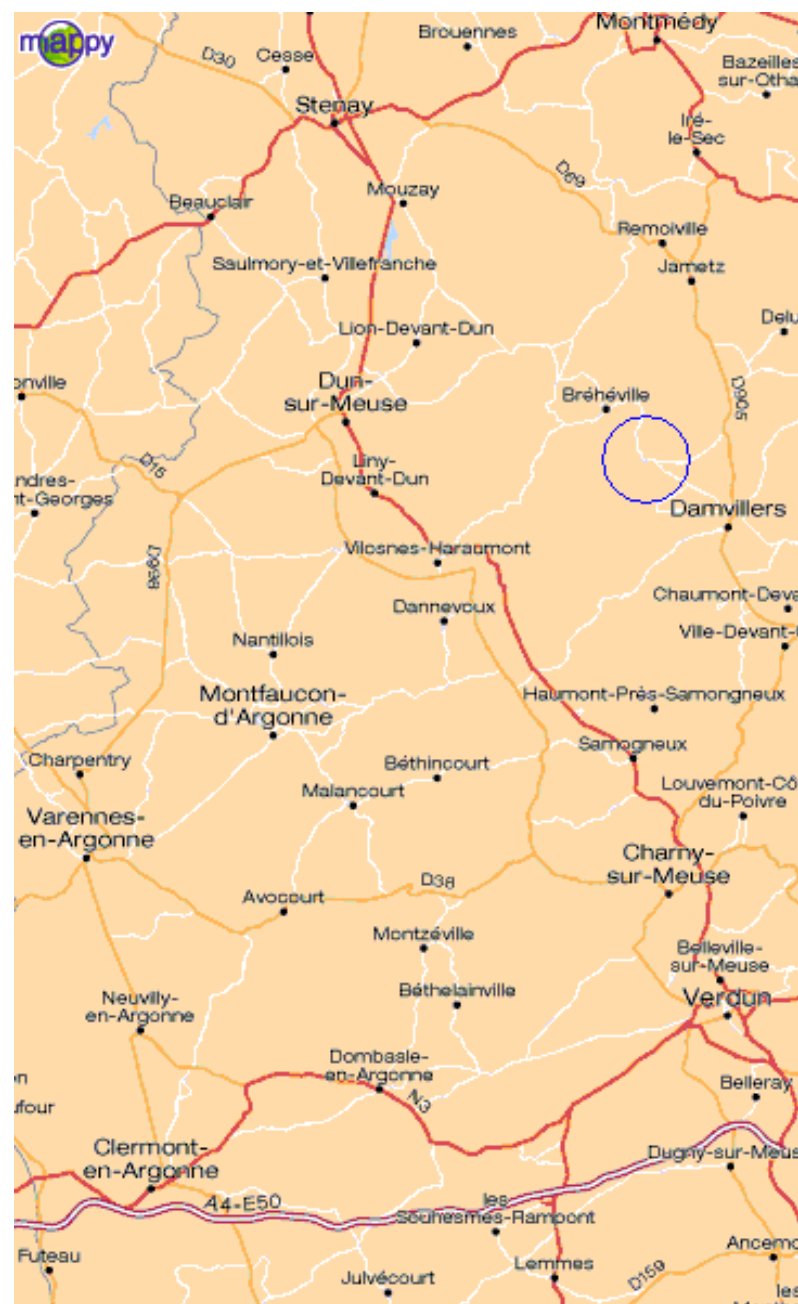 mappy
D30
Cesse
Brouennes
Montmédy
Bazeilles
sur-Otha
Stenay
Iré-
le-Sec
D69
Beauclair
Mouzay
Remoiville
Saulmory-et-Villefranche
Jametz
Delu
Lion-Devant-Dun
onville
Dun-
sur-Meuse
Bréhéville
D905
D15
Liny-
Devant-Dun
ndres-
nt-Georges
Damvillers
Vilosnes-Haraumont
D998
Chaumont-Deva
Dannevoux
Ville-Devant-
Nantillois
Montfaucon-
d'Argonne
Haumont-Près-Samongneux
Samogneux
Charpentry
Béthincourt
Malancourt
Louvemont-Cô
du-Poivre
Varennes-
en-Argonne
Charny-
sur-Meuse
D38
Avocourt
Montzéville
Belleville-
sur-Meuse
Neuvilly-
en-Argonne
Béthelainville
Verdun
Dombasle-
en-Argonne
N3
on
ufour
Belleray
Clermont-
en-Argonne
Dugny-sur-Meus
A4-E50
les
Souhesmes-Rampont
Futeau
Lemmes
Ancemo
Julvécourt
D159
les